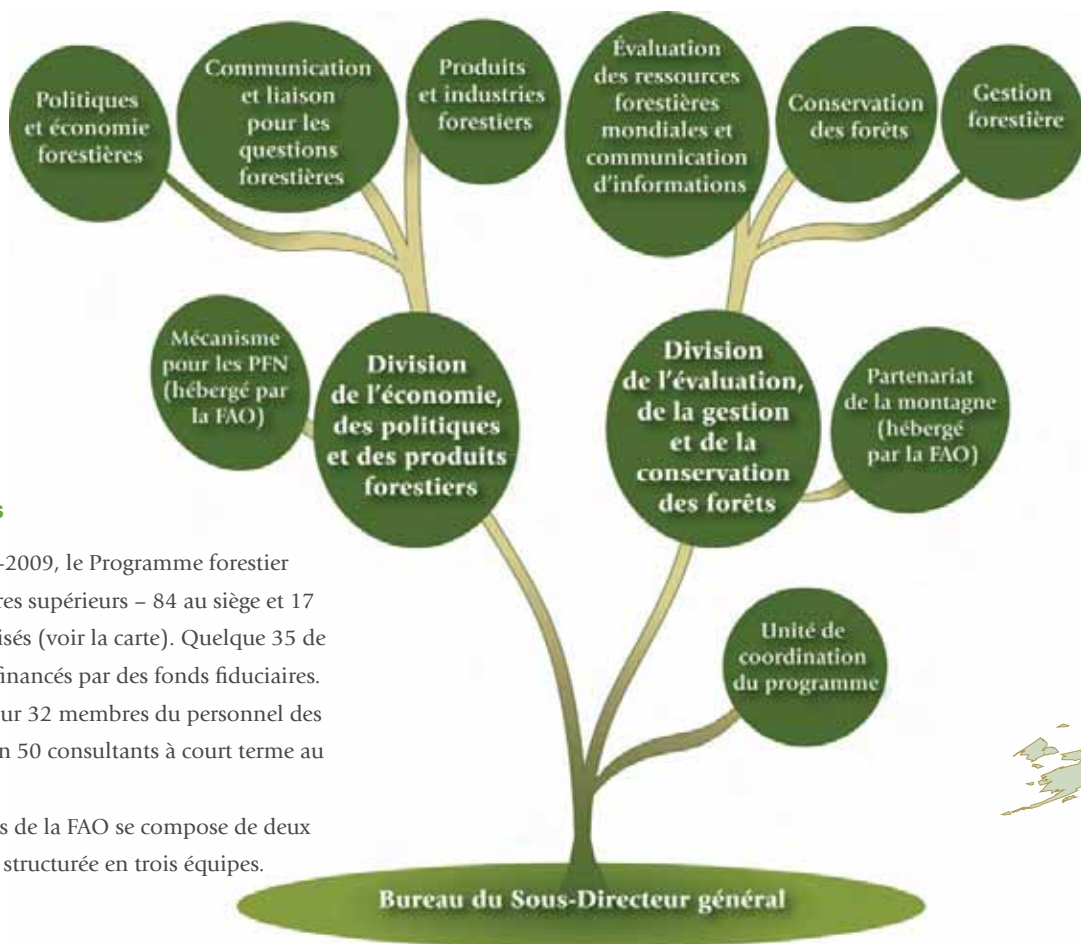 Politiques
et économie
forestières
Communication
et liaison
pour les
questions
forestières
Produits
et industries
forestiers
Évaluation
des ressources
forestières
mondiales et
communication
d'informations
Conservation
des forêts
Gestion
forestière
Mécanisme
pour les PFN
(hébergé par
la FAO)
Division
de l'économie,
des politiques
et des produits
forestiers
Division
de l'évaluation,
de la gestion
et de la
conservation
des forêts
Partenariat
de la montagne
(hébergé
par la FAO)
s
-2009, le Programme forestier
res supérieurs – 84 au siège et 17
isés (voir la carte). Quelque 35 de
financés par des fonds fiduciaires.
ur 32 membres du personnel des
n 50 consultants à court terme au
s de la FAO se compose de deux
structurée en trois équipes.
Unité de
coordination
du programme
Bureau du Sous-Directeur général